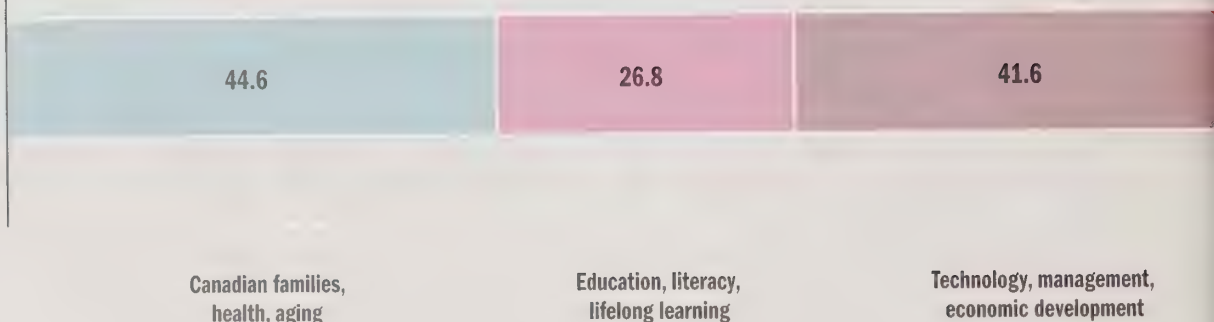 44.6 26.8 41.6
Canadian families,
health, aging
Education, literacy,
lifelong learning
Technology, management,
economic development